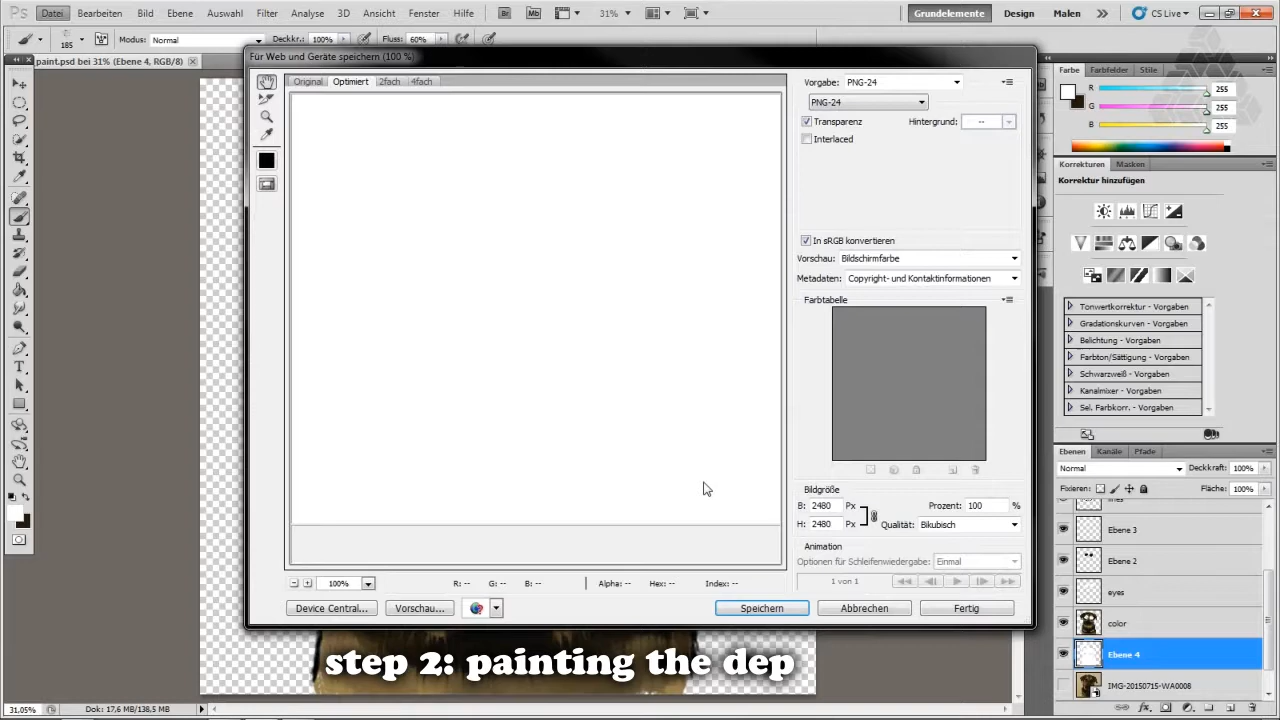 Ps Datei Bearbeiten Bild Ebene Auswahl Filter Analyse 3D Ansicht Fenster Hilfe Br Mb 31% Grundelemente Design Malen CS Live
185 Modus: Normal Deckkr.: 100% Fluss: 60%
paint.psd bei 31% (Ebene 4, RGB/8)
Für Web und Geräte speichern (100 %)
Original Optimiert 2fach 4fach
Vorgabe: PNG-24
PNG-24
Transparenz Hintergrund: --
Interlaced
In sRGB konvertieren
Vorschau: Bildschirmfarbe
Metadaten: Copyright- und Kontaktinformationen
Farbtabelle
Bildgröße
B: 2480 Px Prozent: 100 %
H: 2480 Px Qualität: Bikubisch
Animation
Optionen für Schleifenwiedergabe: Einmal
1 von 1
100% R: -- G: -- B: -- Alpha: -- Hex: -- Index: --
Device Central... Vorschau... Speichern Abbrechen Fertig
Farbe Farbfelder Stile
R 255
G 255
B 255
Korrekturen Masken
Korrektur hinzufügen
Tonwertkorrektur - Vorgaben
Gradationskurven - Vorgaben
Belichtung - Vorgaben
Farbton/Sättigung - Vorgaben
Schwarzweiß - Vorgaben
Kanalmixer - Vorgaben
Sel. Farbkorr. - Vorgaben
Ebenen Kanäle Pfade
Normal Deckkraft: 100%
Fixieren: Fläche: 100%
lines
Ebene 3
Ebene 2
eyes
color
Ebene 4
IMG-20150715-WA0008
step 2: painting the dep
31,05% Dok: 17,6 MB/138,5 MB